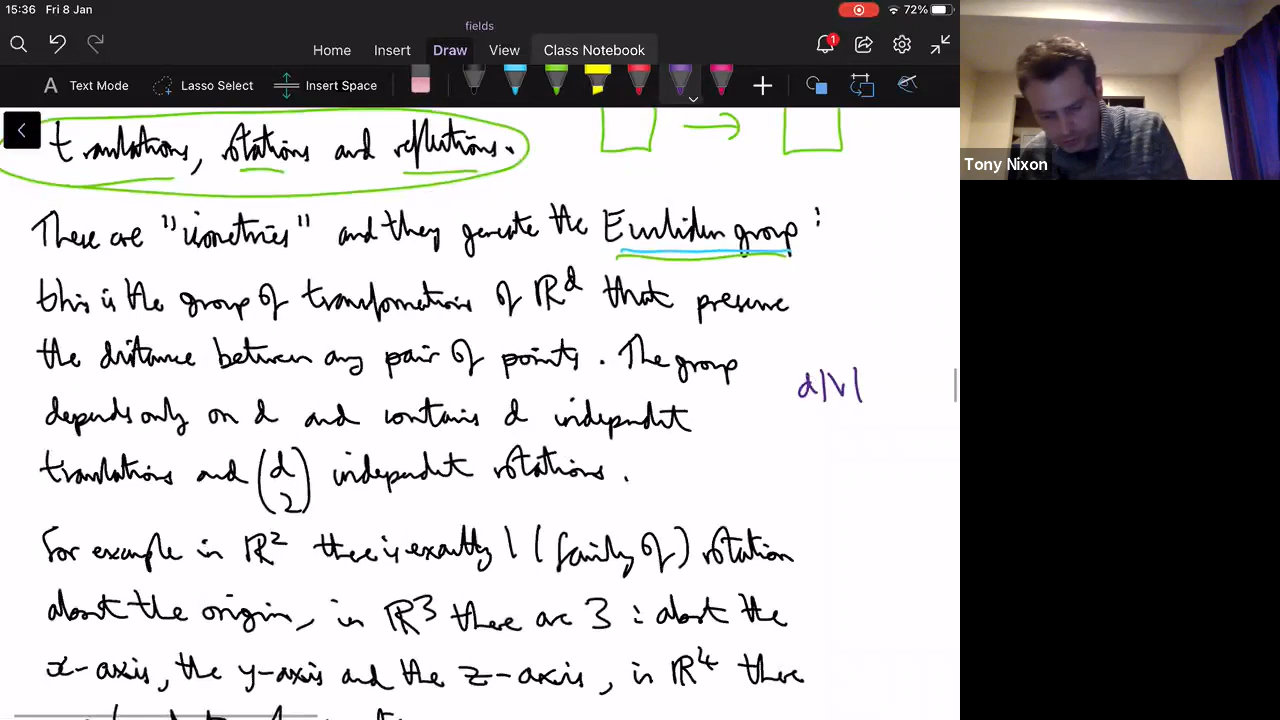 15:36 Fri 8 Jan
72%
fields
Home Insert Draw View Class Notebook
1
Text Mode Lasso Select Insert Space
translations, rotations and reflections.
These are "isometries" and they generate the Euclidean group :
this is the group of transformations of ℝ^d that preserve
the distance between any pair of points. The group
d|V|
depends only on d and contains d independent
translations and (d 2) independent rotations.
For example in ℝ² there is exactly 1 (family of) rotation
about the origin, in ℝ³ there are 3 : about the
x-axis, the y-axis and the z-axis, in ℝ⁴ there
Tony Nixon